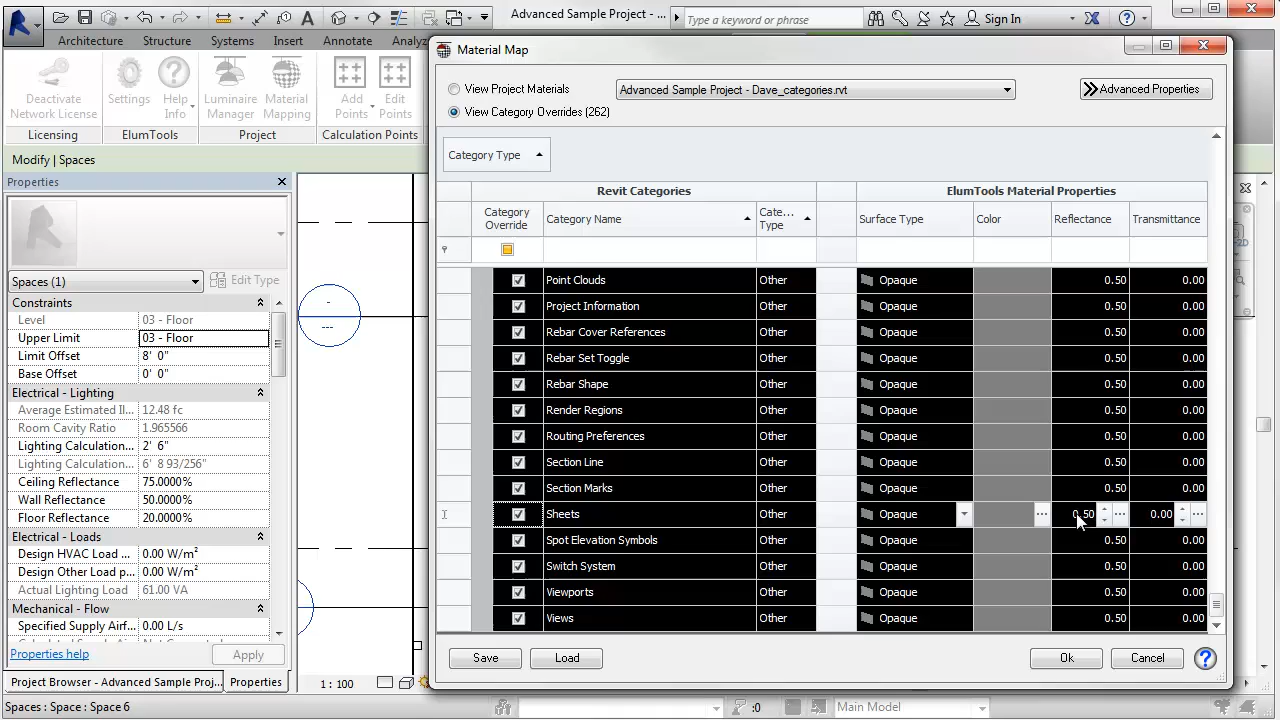 Advanced Sample Project - ...
Type a keyword or phrase
Sign In
Architecture
Structure
Systems
Insert
Annotate
Analyz
Deactivate
Network License
Settings
Help
Info
Luminaire
Manager
Material
Mapping
Add
Points
Edit
Points
Licensing
ElumTools
Project
Calculation Points
Modify | Spaces
Properties
Spaces (1)
Edit Type
Constraints
Level 03 - Floor
Upper Limit 03 - Floor
Limit Offset 8' 0"
Base Offset 0' 0"
Electrical - Lighting
Average Estimated Il... 12.48 fc
Room Cavity Ratio 1.965566
Lighting Calculation... 2' 6"
Lighting Calculation... 6' 8 93/256"
Ceiling Reflectance 75.0000%
Wall Reflectance 50.0000%
Floor Reflectance 20.0000%
Electrical - Loads
Design HVAC Load ... 0.00 W/m²
Design Other Load p... 0.00 W/m²
Actual Lighting Load 61.00 VA
Mechanical - Flow
Specified Supply Airf... 0.00 L/s
Properties help
Apply
Project Browser - Advanced Sample Proj...
Properties
1 : 100
Spaces : Space : Space 6
:0
Main Model
Material Map
View Project Materials
Advanced Sample Project - Dave_categories.rvt
Advanced Properties
View Category Overrides (262)
Category Type
Revit Categories
ElumTools Material Properties
Category
Override
Category Name
Cate...
Type
Surface Type
Color
Reflectance
Transmittance
Point Clouds Other Opaque 0.50 0.00
Project Information Other Opaque 0.50 0.00
Rebar Cover References Other Opaque 0.50 0.00
Rebar Set Toggle Other Opaque 0.50 0.00
Rebar Shape Other Opaque 0.50 0.00
Render Regions Other Opaque 0.50 0.00
Routing Preferences Other Opaque 0.50 0.00
Section Line Other Opaque 0.50 0.00
Section Marks Other Opaque 0.50 0.00
Sheets Other Opaque 0.50 0.00
Spot Elevation Symbols Other Opaque 0.50 0.00
Switch System Other Opaque 0.50 0.00
Viewports Other Opaque 0.50 0.00
Views Other Opaque 0.50 0.00
Save
Load
Ok
Cancel